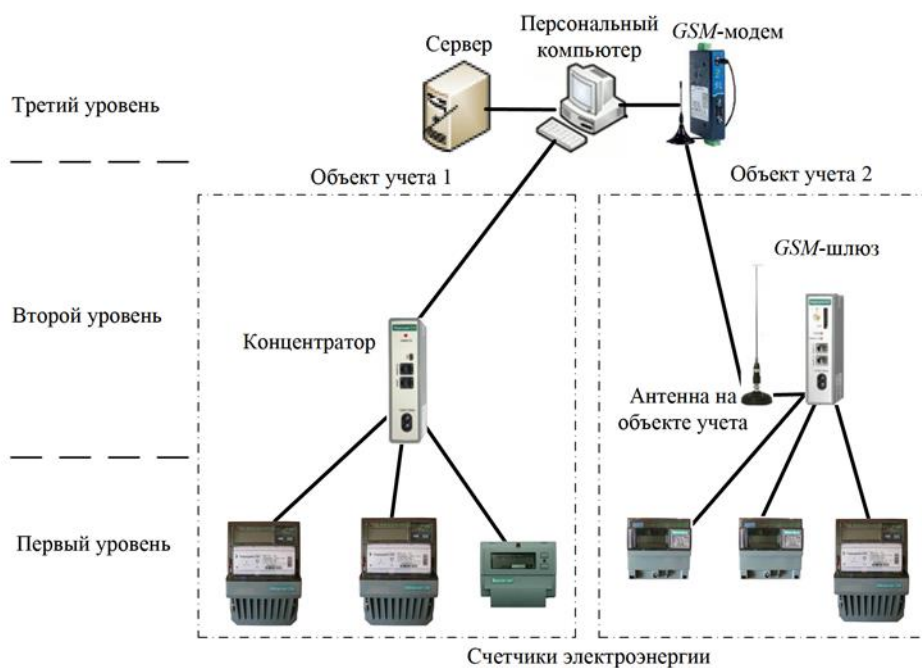 Персональный
компьютер
GSM-модем
Сервер
Третий уровень
Объект учета 1
Объект учета 2
GSM-шлюз
Второй уровень
Концентратор
Антенна на
объекте учета
Первый уровень
Счетчики электроэнергии